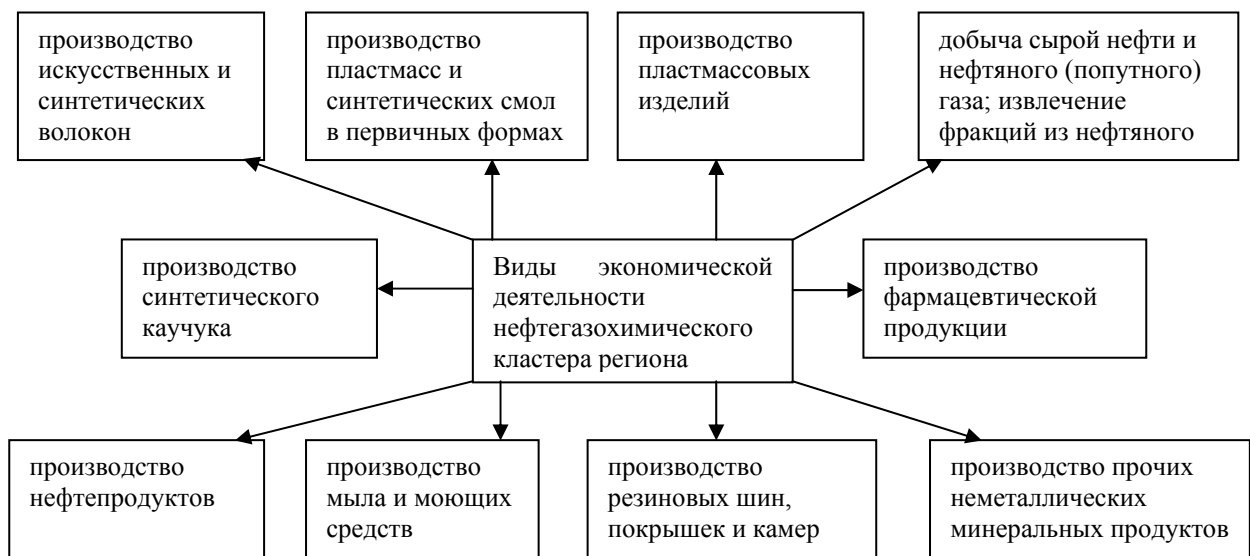 производство
искусственных и
синтетических
волокон
производство
пластмасс и
синтетических смол
в первичных формах
производство
пластмассовых
изделий
добыча сырой нефти и
нефтяного (попутного)
газа; извлечение
фракций из нефтяного
производство
синтетического
каучука
Виды экономической
деятельности
нефтегазохимического
кластера региона
производство
фармацевтической
продукции
производство
нефтепродуктов
производство
мыла и моющих
средств
производство
резиновых шин,
покрышек и камер
производство прочих
неметаллических
минеральных продуктов